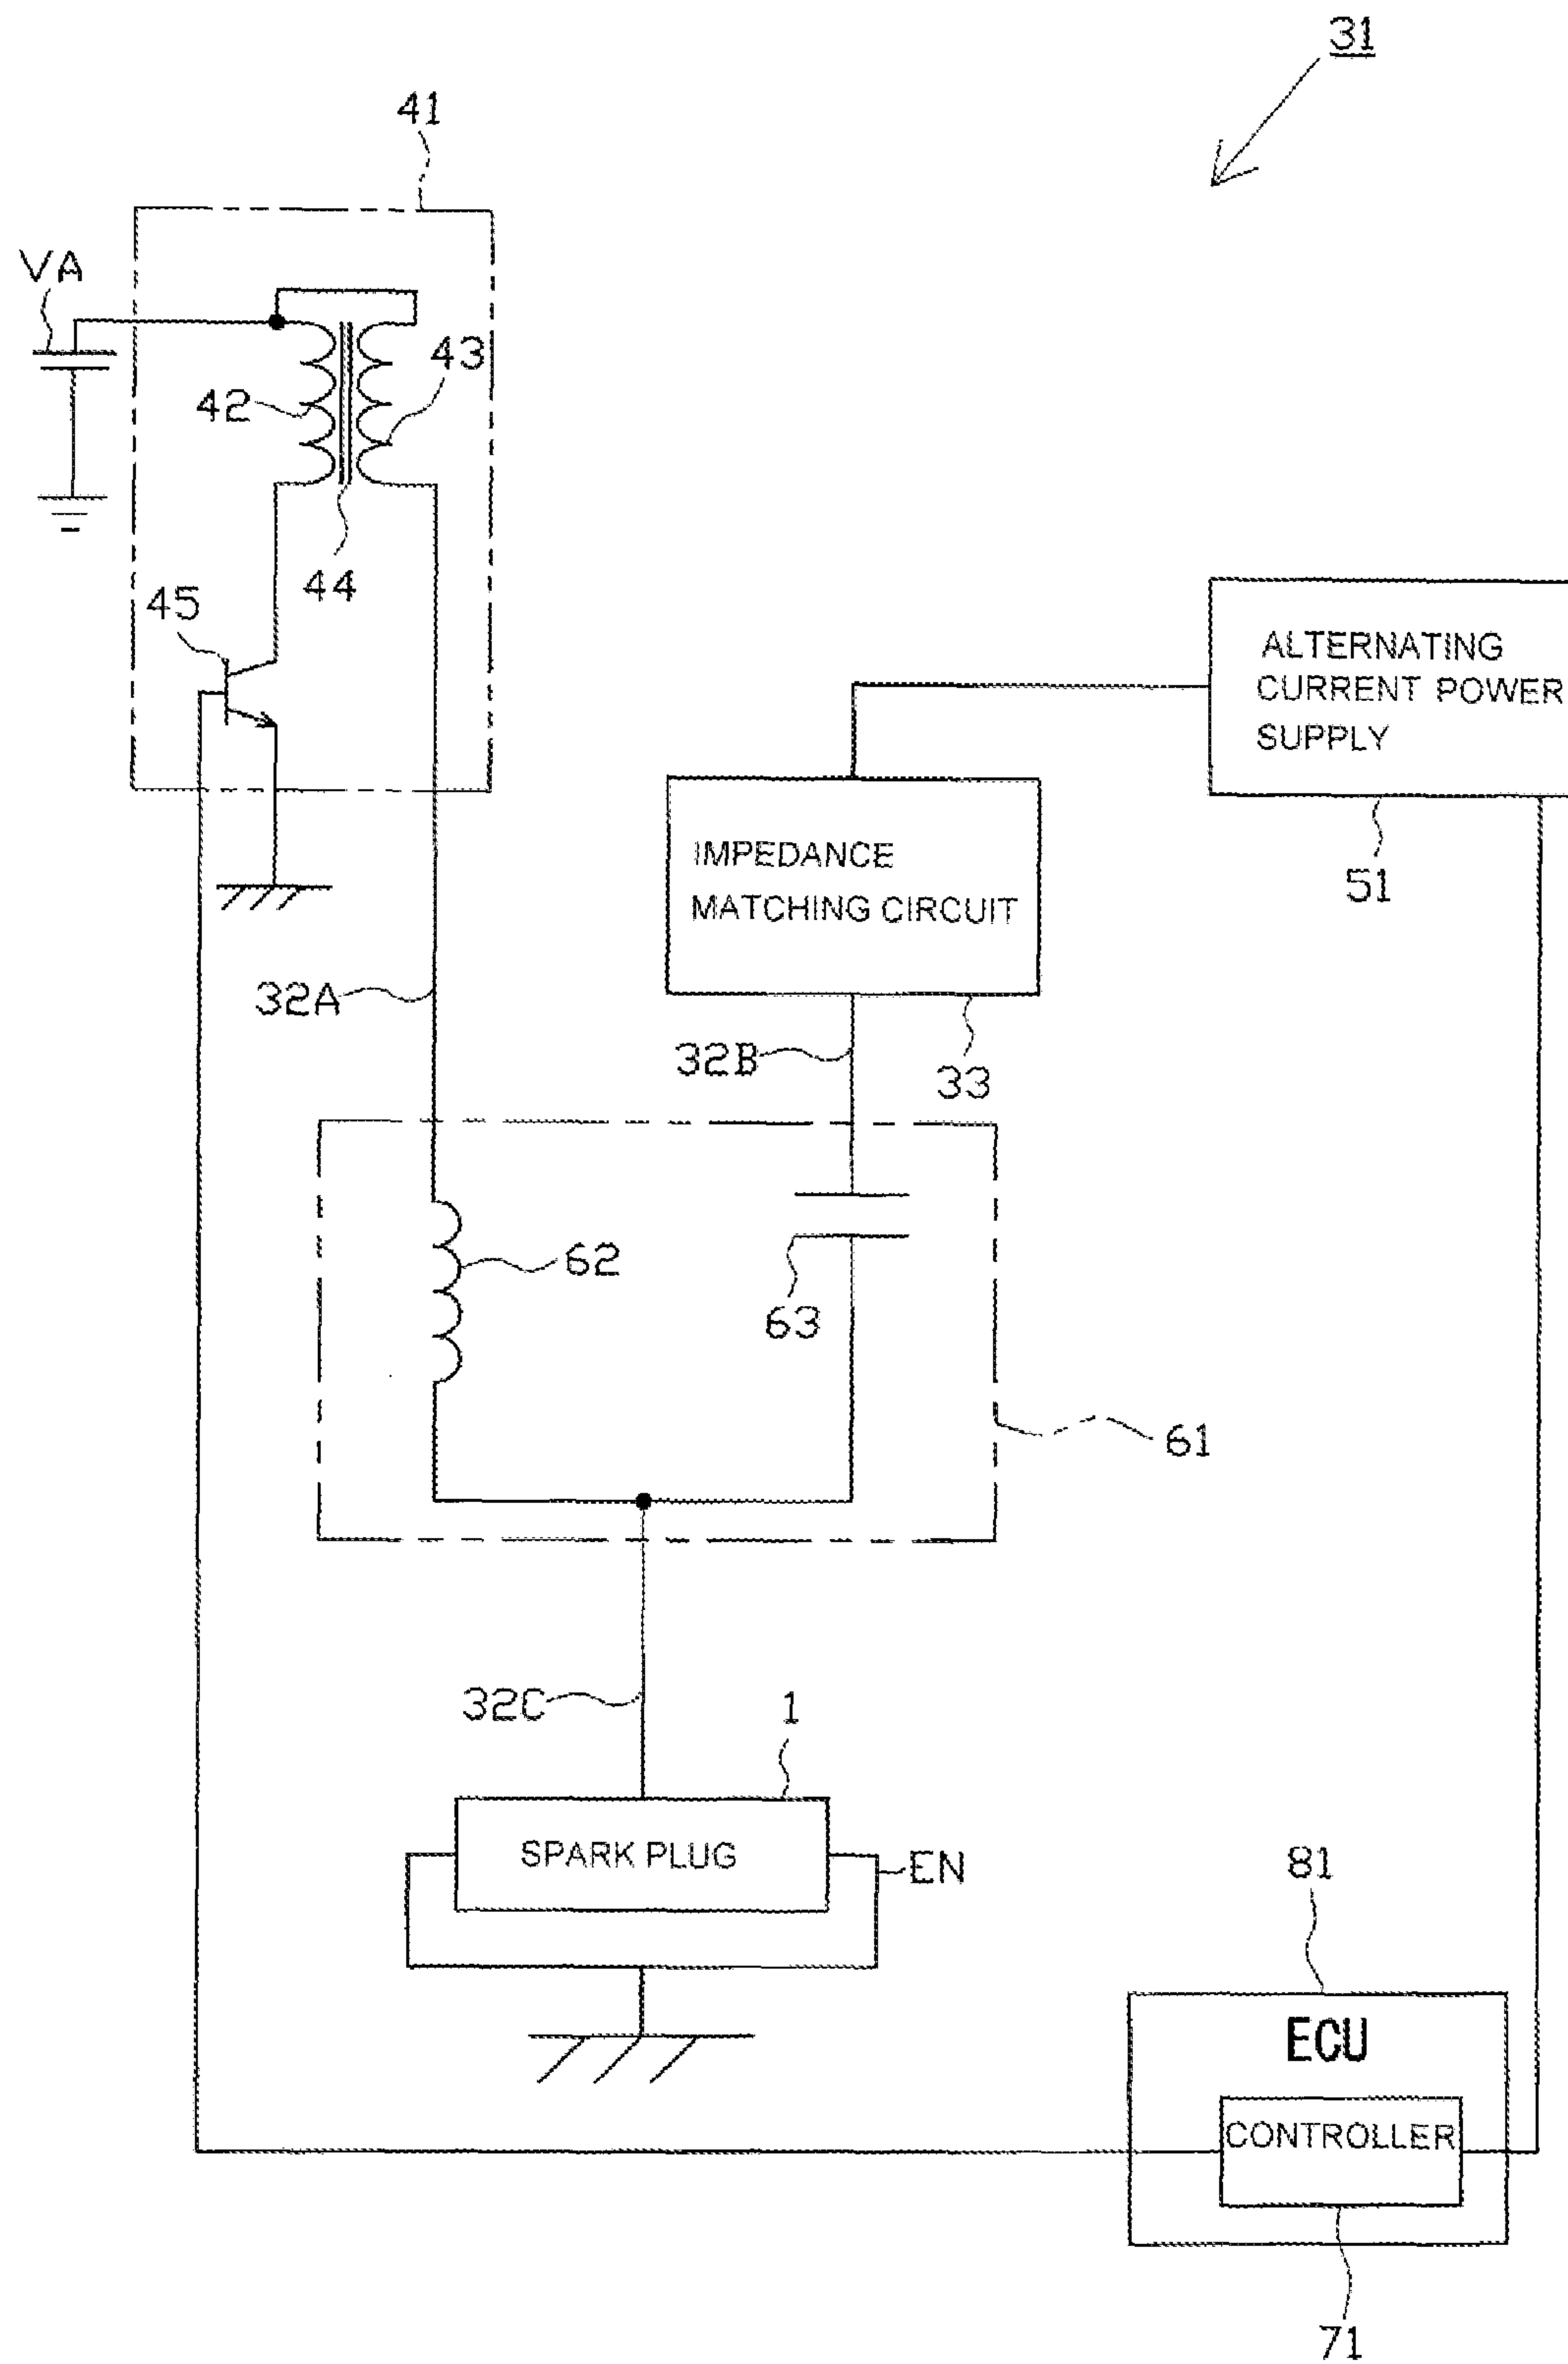 31
41
VA
43
42
44
45
ALTERNATING
CURRENT POWER
SUPPLY
IMPEDANCE
MATCHING CIRCUIT
51
32A
32B
33
62
63
61
32C
1
SPARK PLUG
EN
81
ECU
CONTROLLER
71